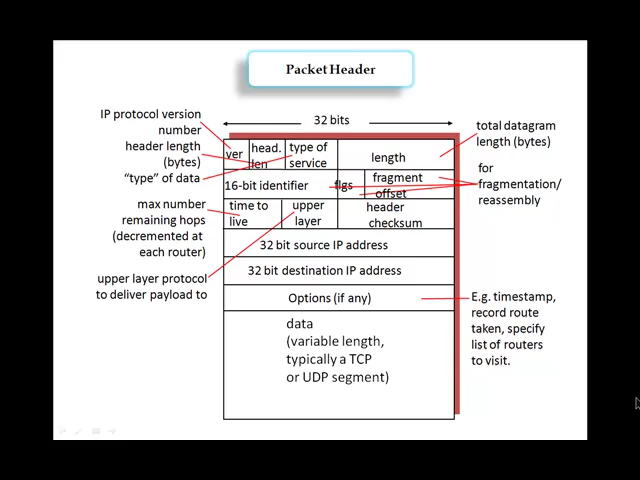 Packet Header
32 bits
IP protocol version
number
header length
(bytes)
"type" of data
max number
remaining hops
(decremented at
each router)
upper layer protocol
to deliver payload to
ver
head.
len
type of
service
length
16-bit identifier
flgs
fragment
offset
time to
live
upper
layer
header
checksum
32 bit source IP address
32 bit destination IP address
Options (if any)
data
(variable length,
typically a TCP
or UDP segment)
total datagram
length (bytes)
for
fragmentation/
reassembly
E.g. timestamp,
record route
taken, specify
list of routers
to visit.